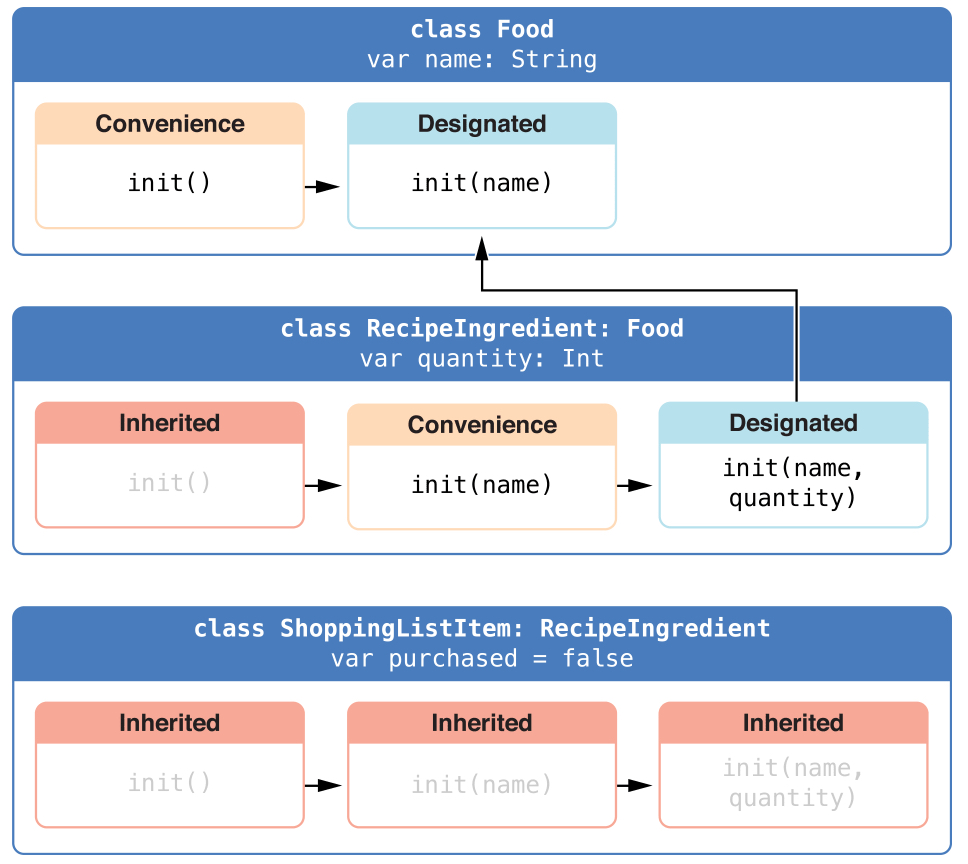 class Food
var name: String
Convenience
Designated
init()
init(name)
class RecipeIngredient: Food
var quantity: Int
Inherited
Convenience
Designated
init()
init(name)
init(name,
quantity)
class ShoppingListItem: RecipeIngredient
var purchased = false
Inherited
Inherited
Inherited
init()
init(name)
init(name,
quantity)